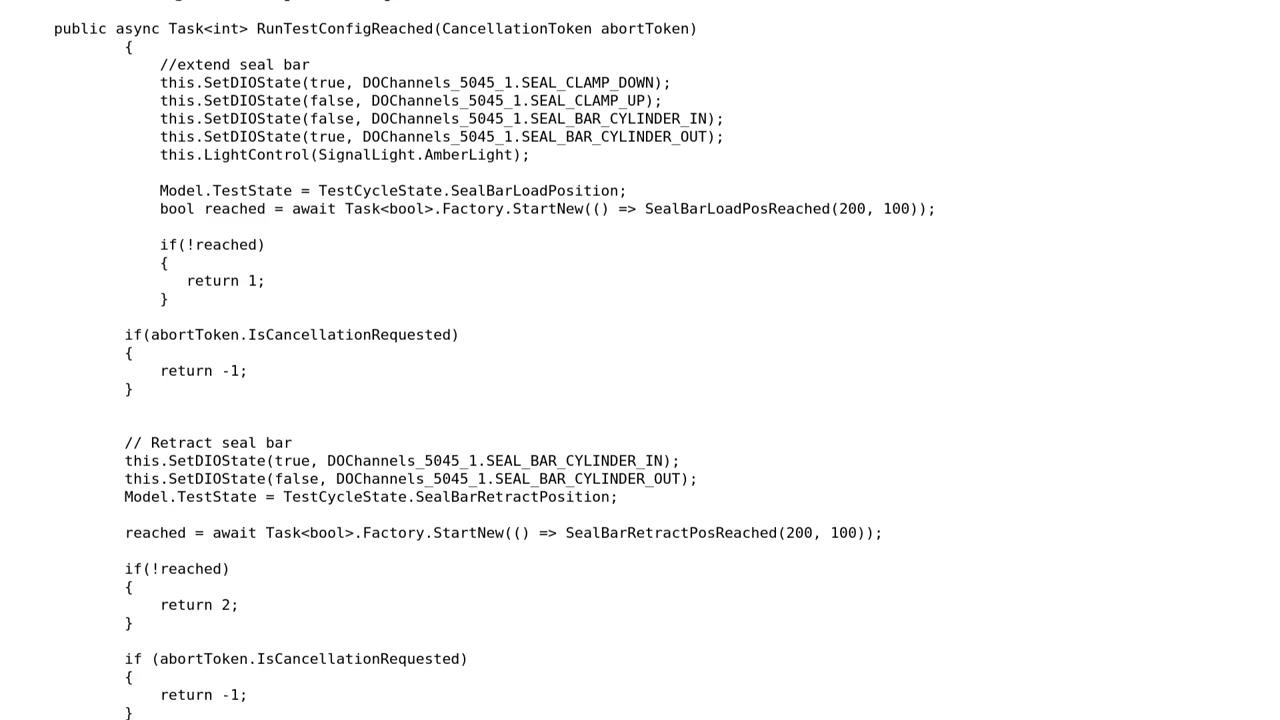 public async Task<int> RunTestConfigReached(CancellationToken abortToken)
{
//extend seal bar
this.SetDIOState(true, DOChannels_5045_1.SEAL_CLAMP_DOWN);
this.SetDIOState(false, DOChannels_5045_1.SEAL_CLAMP_UP);
this.SetDIOState(false, DOChannels_5045_1.SEAL_BAR_CYLINDER_IN);
this.SetDIOState(true, DOChannels_5045_1.SEAL_BAR_CYLINDER_OUT);
this.LightControl(SignalLight.AmberLight);
Model.TestState = TestCycleState.SealBarLoadPosition;
bool reached = await Task<bool>.Factory.StartNew(() => SealBarLoadPosReached(200, 100));
if(!reached)
{
return 1;
}
if(abortToken.IsCancellationRequested)
{
return -1;
}
// Retract seal bar
this.SetDIOState(true, DOChannels_5045_1.SEAL_BAR_CYLINDER_IN);
this.SetDIOState(false, DOChannels_5045_1.SEAL_BAR_CYLINDER_OUT);
Model.TestState = TestCycleState.SealBarRetractPosition;
reached = await Task<bool>.Factory.StartNew(() => SealBarRetractPosReached(200, 100));
if(!reached)
{
return 2;
}
if (abortToken.IsCancellationRequested)
{
return -1;
}